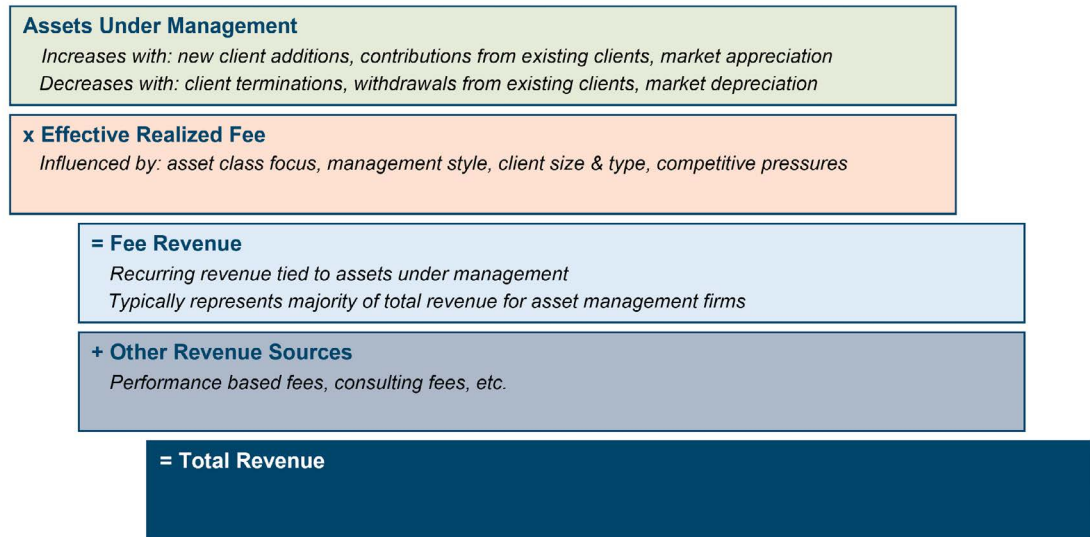 Assets Under Management
Increases with: new client additions, contributions from existing clients, market appreciation
Decreases with: client terminations, withdrawals from existing clients, market depreciation
x Effective Realized Fee
Influenced by: asset class focus, management style, client size & type, competitive pressures
= Fee Revenue
Recurring revenue tied to assets under management
Typically represents majority of total revenue for asset management firms
+ Other Revenue Sources
Performance based fees, consulting fees, etc.
= Total Revenue